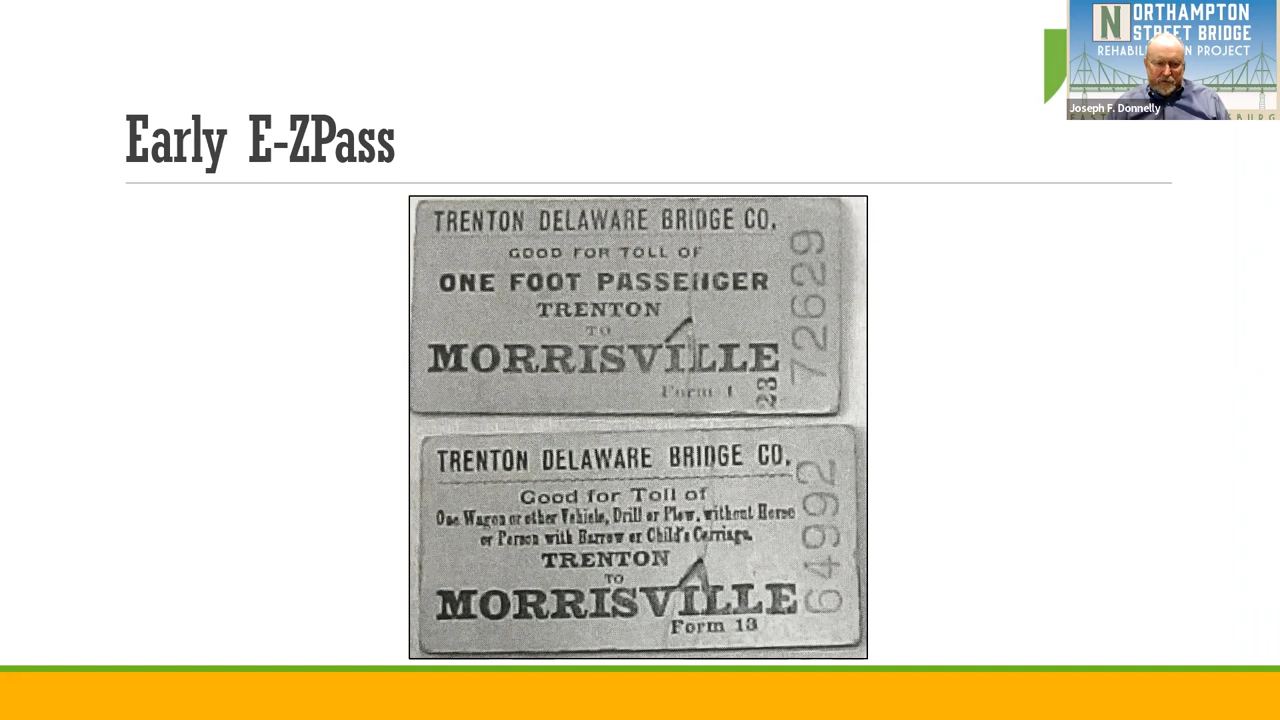 NORTHAMPTON
STREET BRIDGE
REHABILI N PROJECT
Joseph F. Donnelly
Early E-ZPass
TRENTON DELAWARE BRIDGE CO.
GOOD FOR TOLL OF
ONE FOOT PASSENGER
TRENTON
TO
MORRISVILLE
Form 1
23
72629
TRENTON DELAWARE BRIDGE CO.
Good for Toll of
One Wagon or other Vehicle, Drill or Plow, without Horse
or Person with Barrow or Child's Carriage.
TRENTON
TO
MORRISVILLE
Form 13
64992